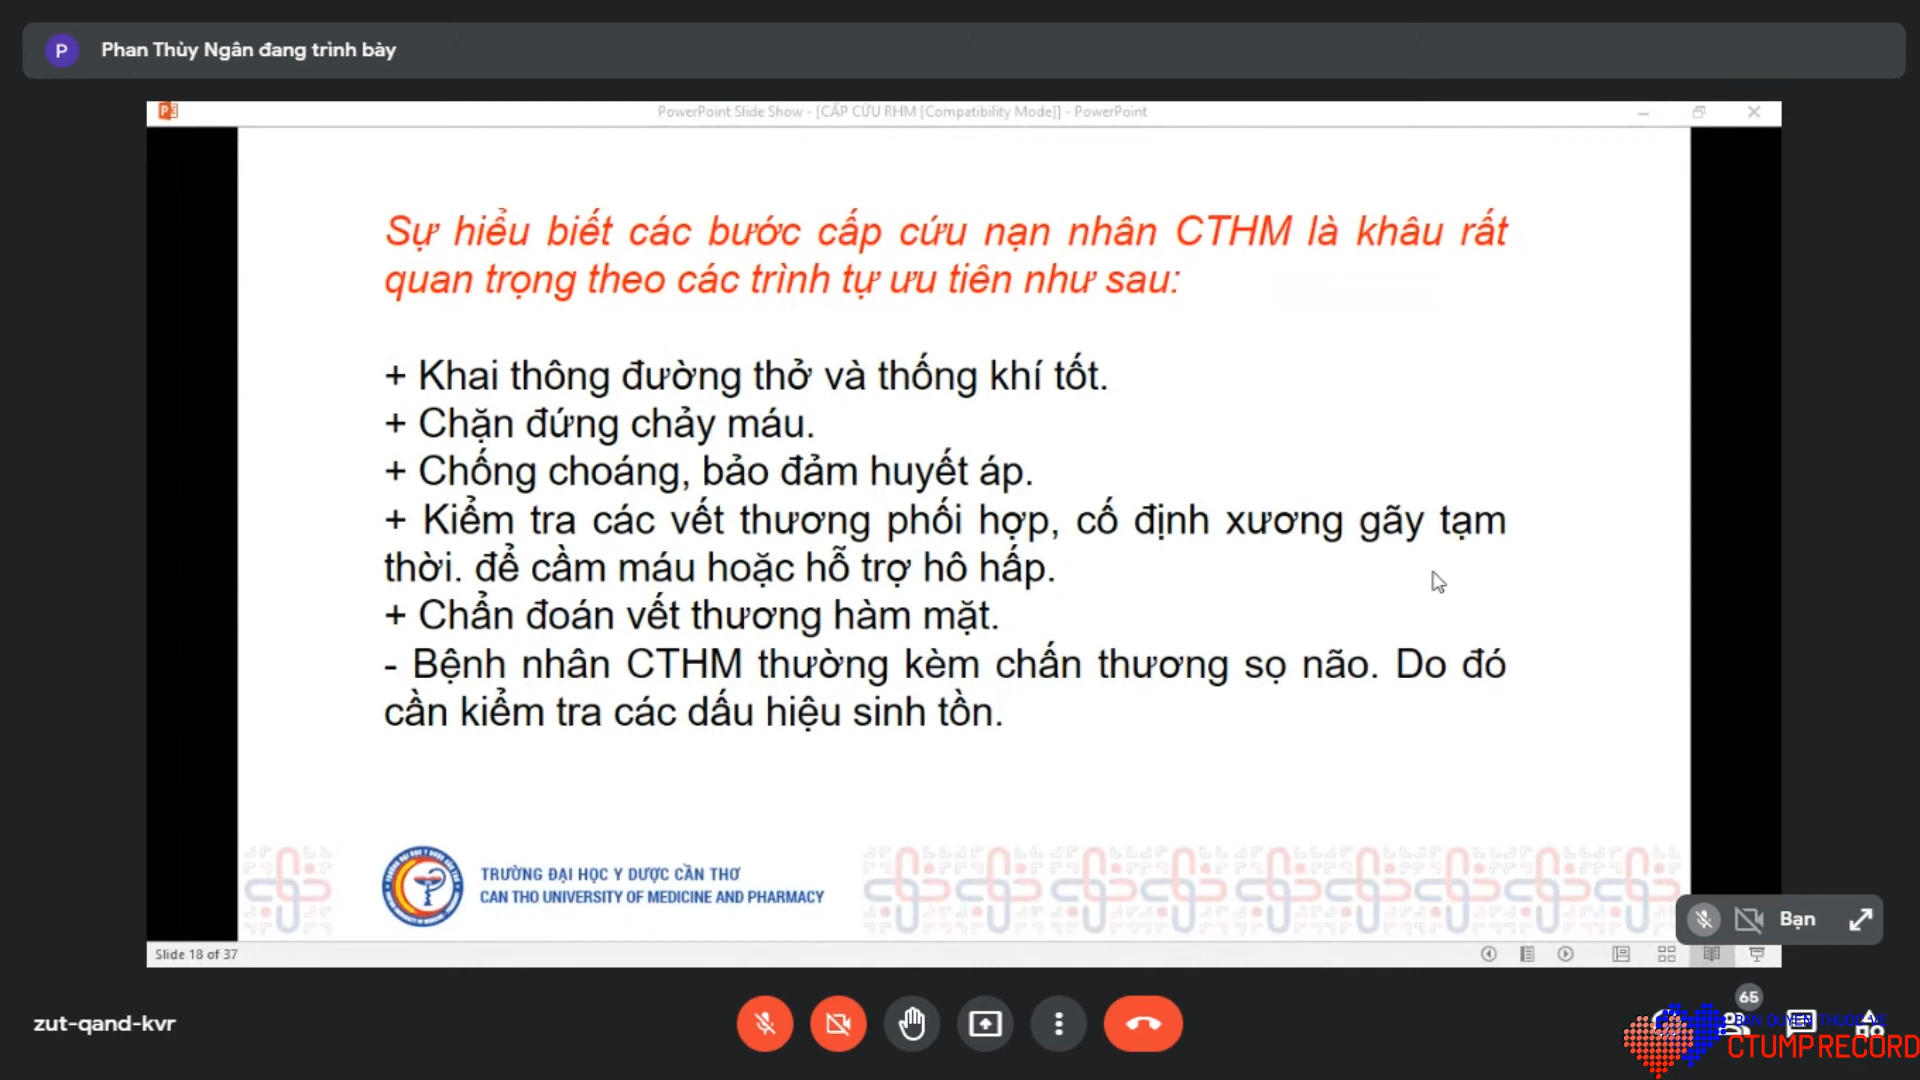 P
Phan Thùy Ngân đang trình bày
PowerPoint Slide Show - [CẤP CỨU RHM [Compatibility Mode]] - PowerPoint
Sự hiểu biết các bước cấp cứu nạn nhân CTHM là khâu rất
quan trọng theo các trình tự ưu tiên như sau:
+ Khai thông đường thở và thống khí tốt.
+ Chặn đứng chảy máu.
+ Chống choáng, bảo đảm huyết áp.
+ Kiểm tra các vết thương phối hợp, cố định xương gãy tạm
thời. để cầm máu hoặc hỗ trợ hô hấp.
+ Chẩn đoán vết thương hàm mặt.
- Bệnh nhân CTHM thường kèm chấn thương sọ não. Do đó
cần kiểm tra các dấu hiệu sinh tồn.
TRƯỜNG ĐẠI HỌC Y DƯỢC CẦN THƠ
CAN THO UNIVERSITY OF MEDICINE AND PHARMACY
Bạn
Slide 18 of 37
zut-qand-kvr
65
BẢN QUYỀN THUỘC VỀ
CTUMP RECORD